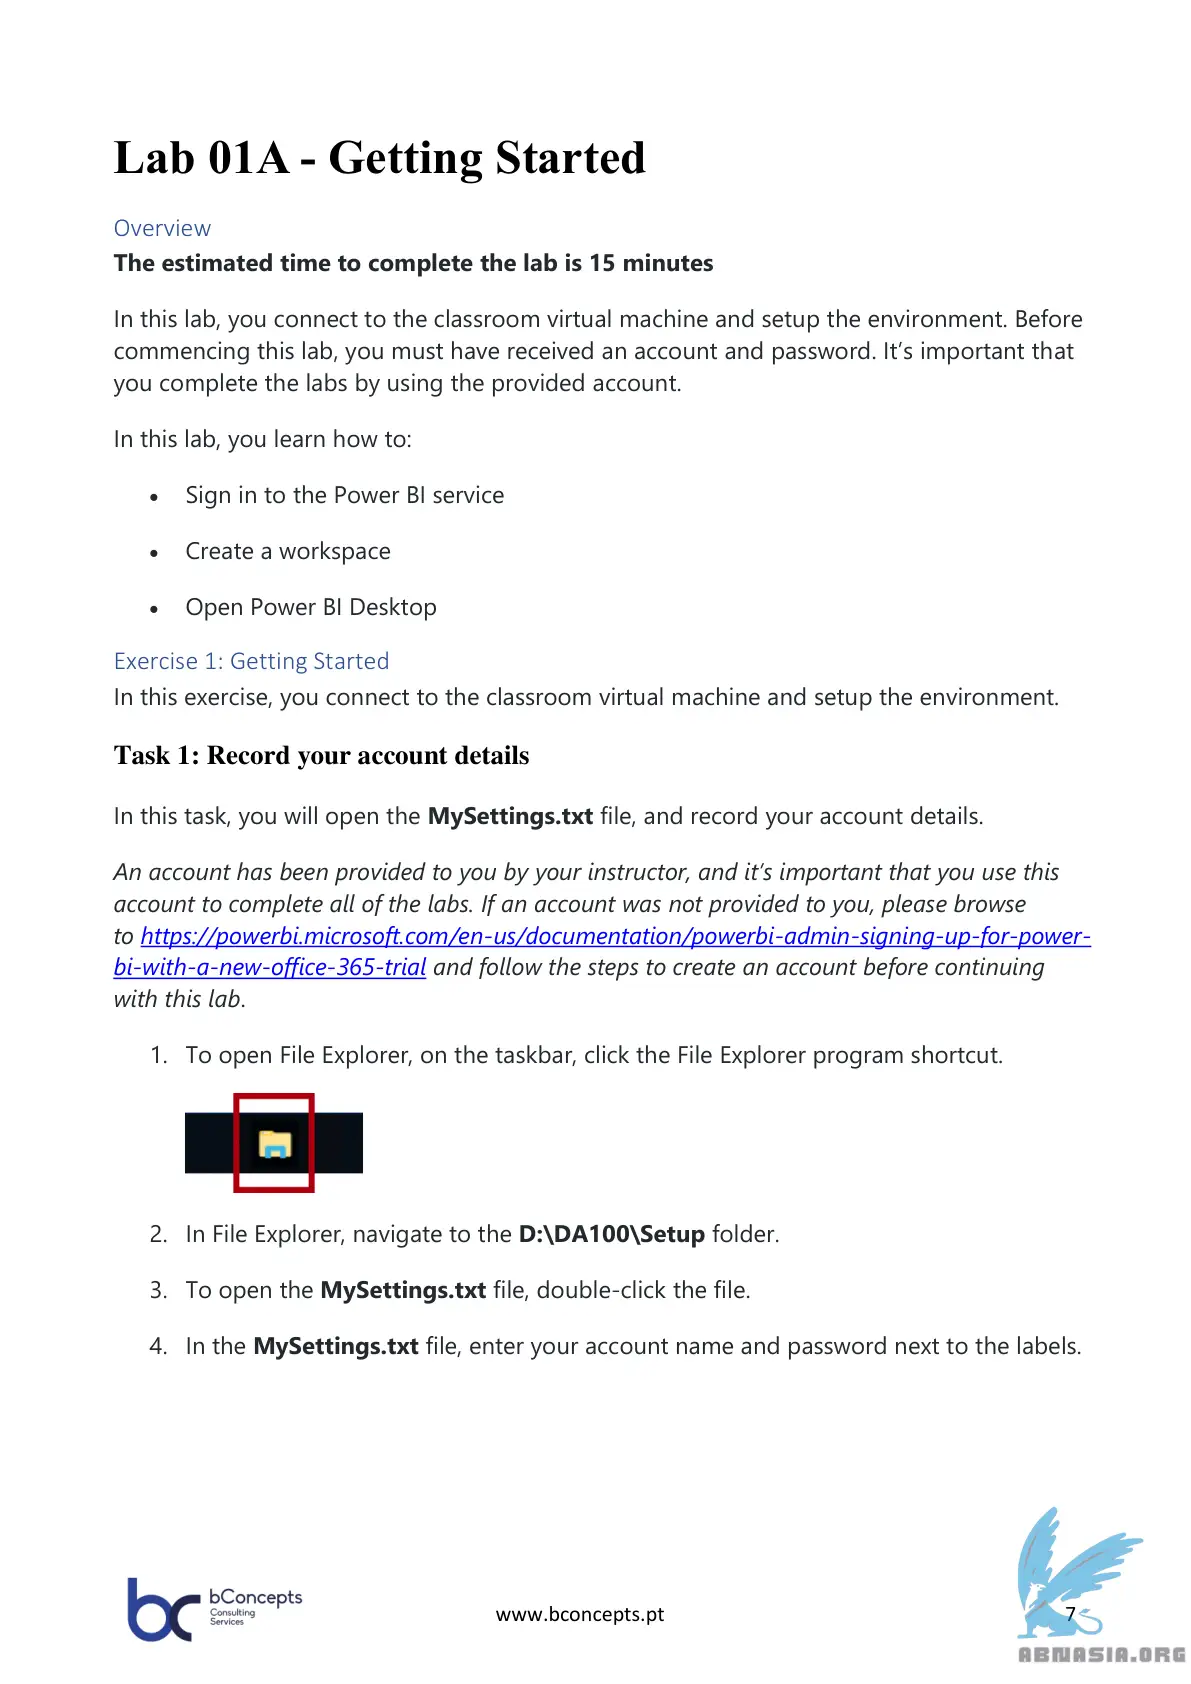 Lab 01A - Getting Started
Overview
The estimated time to complete the lab is 15 minutes
In this lab, you connect to the classroom virtual machine and setup the environment. Before
commencing this lab, you must have received an account and password. It’s important that
you complete the labs by using the provided account.
In this lab, you learn how to:
• Sign in to the Power BI service
• Create a workspace
• Open Power BI Desktop
Exercise 1: Getting Started
In this exercise, you connect to the classroom virtual machine and setup the environment.
Task 1: Record your account details
In this task, you will open the MySettings.txt file, and record your account details.
An account has been provided to you by your instructor, and it’s important that you use this
account to complete all of the labs. If an account was not provided to you, please browse
to https://powerbi.microsoft.com/en-us/documentation/powerbi-admin-signing-up-for-power-
bi-with-a-new-office-365-trial and follow the steps to create an account before continuing
with this lab.
1. To open File Explorer, on the taskbar, click the File Explorer program shortcut.
2. In File Explorer, navigate to the D:\DA100\Setup folder.
3. To open the MySettings.txt file, double-click the file.
4. In the MySettings.txt file, enter your account name and password next to the labels.
bc bConcepts
Consulting
Services
www.bconcepts.pt
7
ABNASIA.ORG